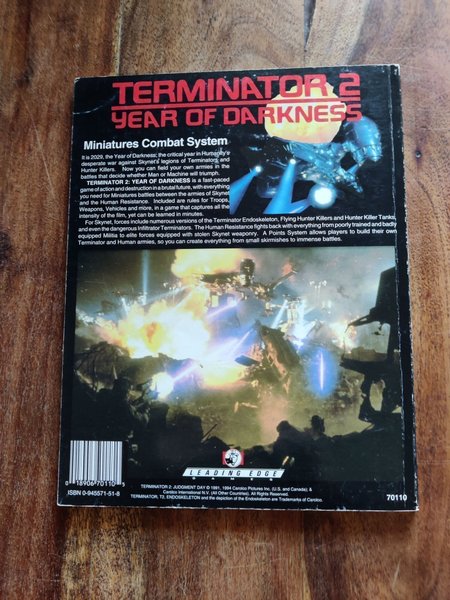 TERMINATOR 2
YEAR OF DARKNESS
Miniatures Combat System
It is 2029, the Year of Darkness; the critical year in Humanity's
desperate war against Skynet's legions of Terminators and
Hunter Killers. Now you can field your own armies in the
battles that decide whether Man or Machine will triumph.
TERMINATOR 2: YEAR OF DARKNESS is a fast-paced
game of action and destruction in a brutal future, with everything
you need for Miniatures battles between the armies of Skynet
and the Human Resistance. Included are rules for Troops,
Weapons, Vehicles and more, in a game that captures all the
intensity of the film, yet can be learned in minutes.
For Skynet, forces include numerous versions of the Terminator Endoskeleton, Flying Hunter Killers and Hunter Killer Tanks,
and even the dangerous Infiltrator Terminators. The Human Resistance fights back with everything from poorly trained and badly
equipped Militia to elite forces equipped with stolen Skynet weaponry. A Points System allows players to build their own
Terminator and Human armies, so you can create everything from small skirmishes to immense battles.
LEADING EDGE
GAMES
0 18906 70110 5
ISBN 0-945571-51-8
TERMINATOR 2: JUDGMENT DAY © 1991, 1994 Carolco Pictures Inc. (U.S. and Canada); &
Carolco International N.V. (All Other Countries). All Rights Reserved.
TERMINATOR, T2, ENDOSKELETON and the depiction of the Endoskeleton are Trademarks of Carolco.
70110